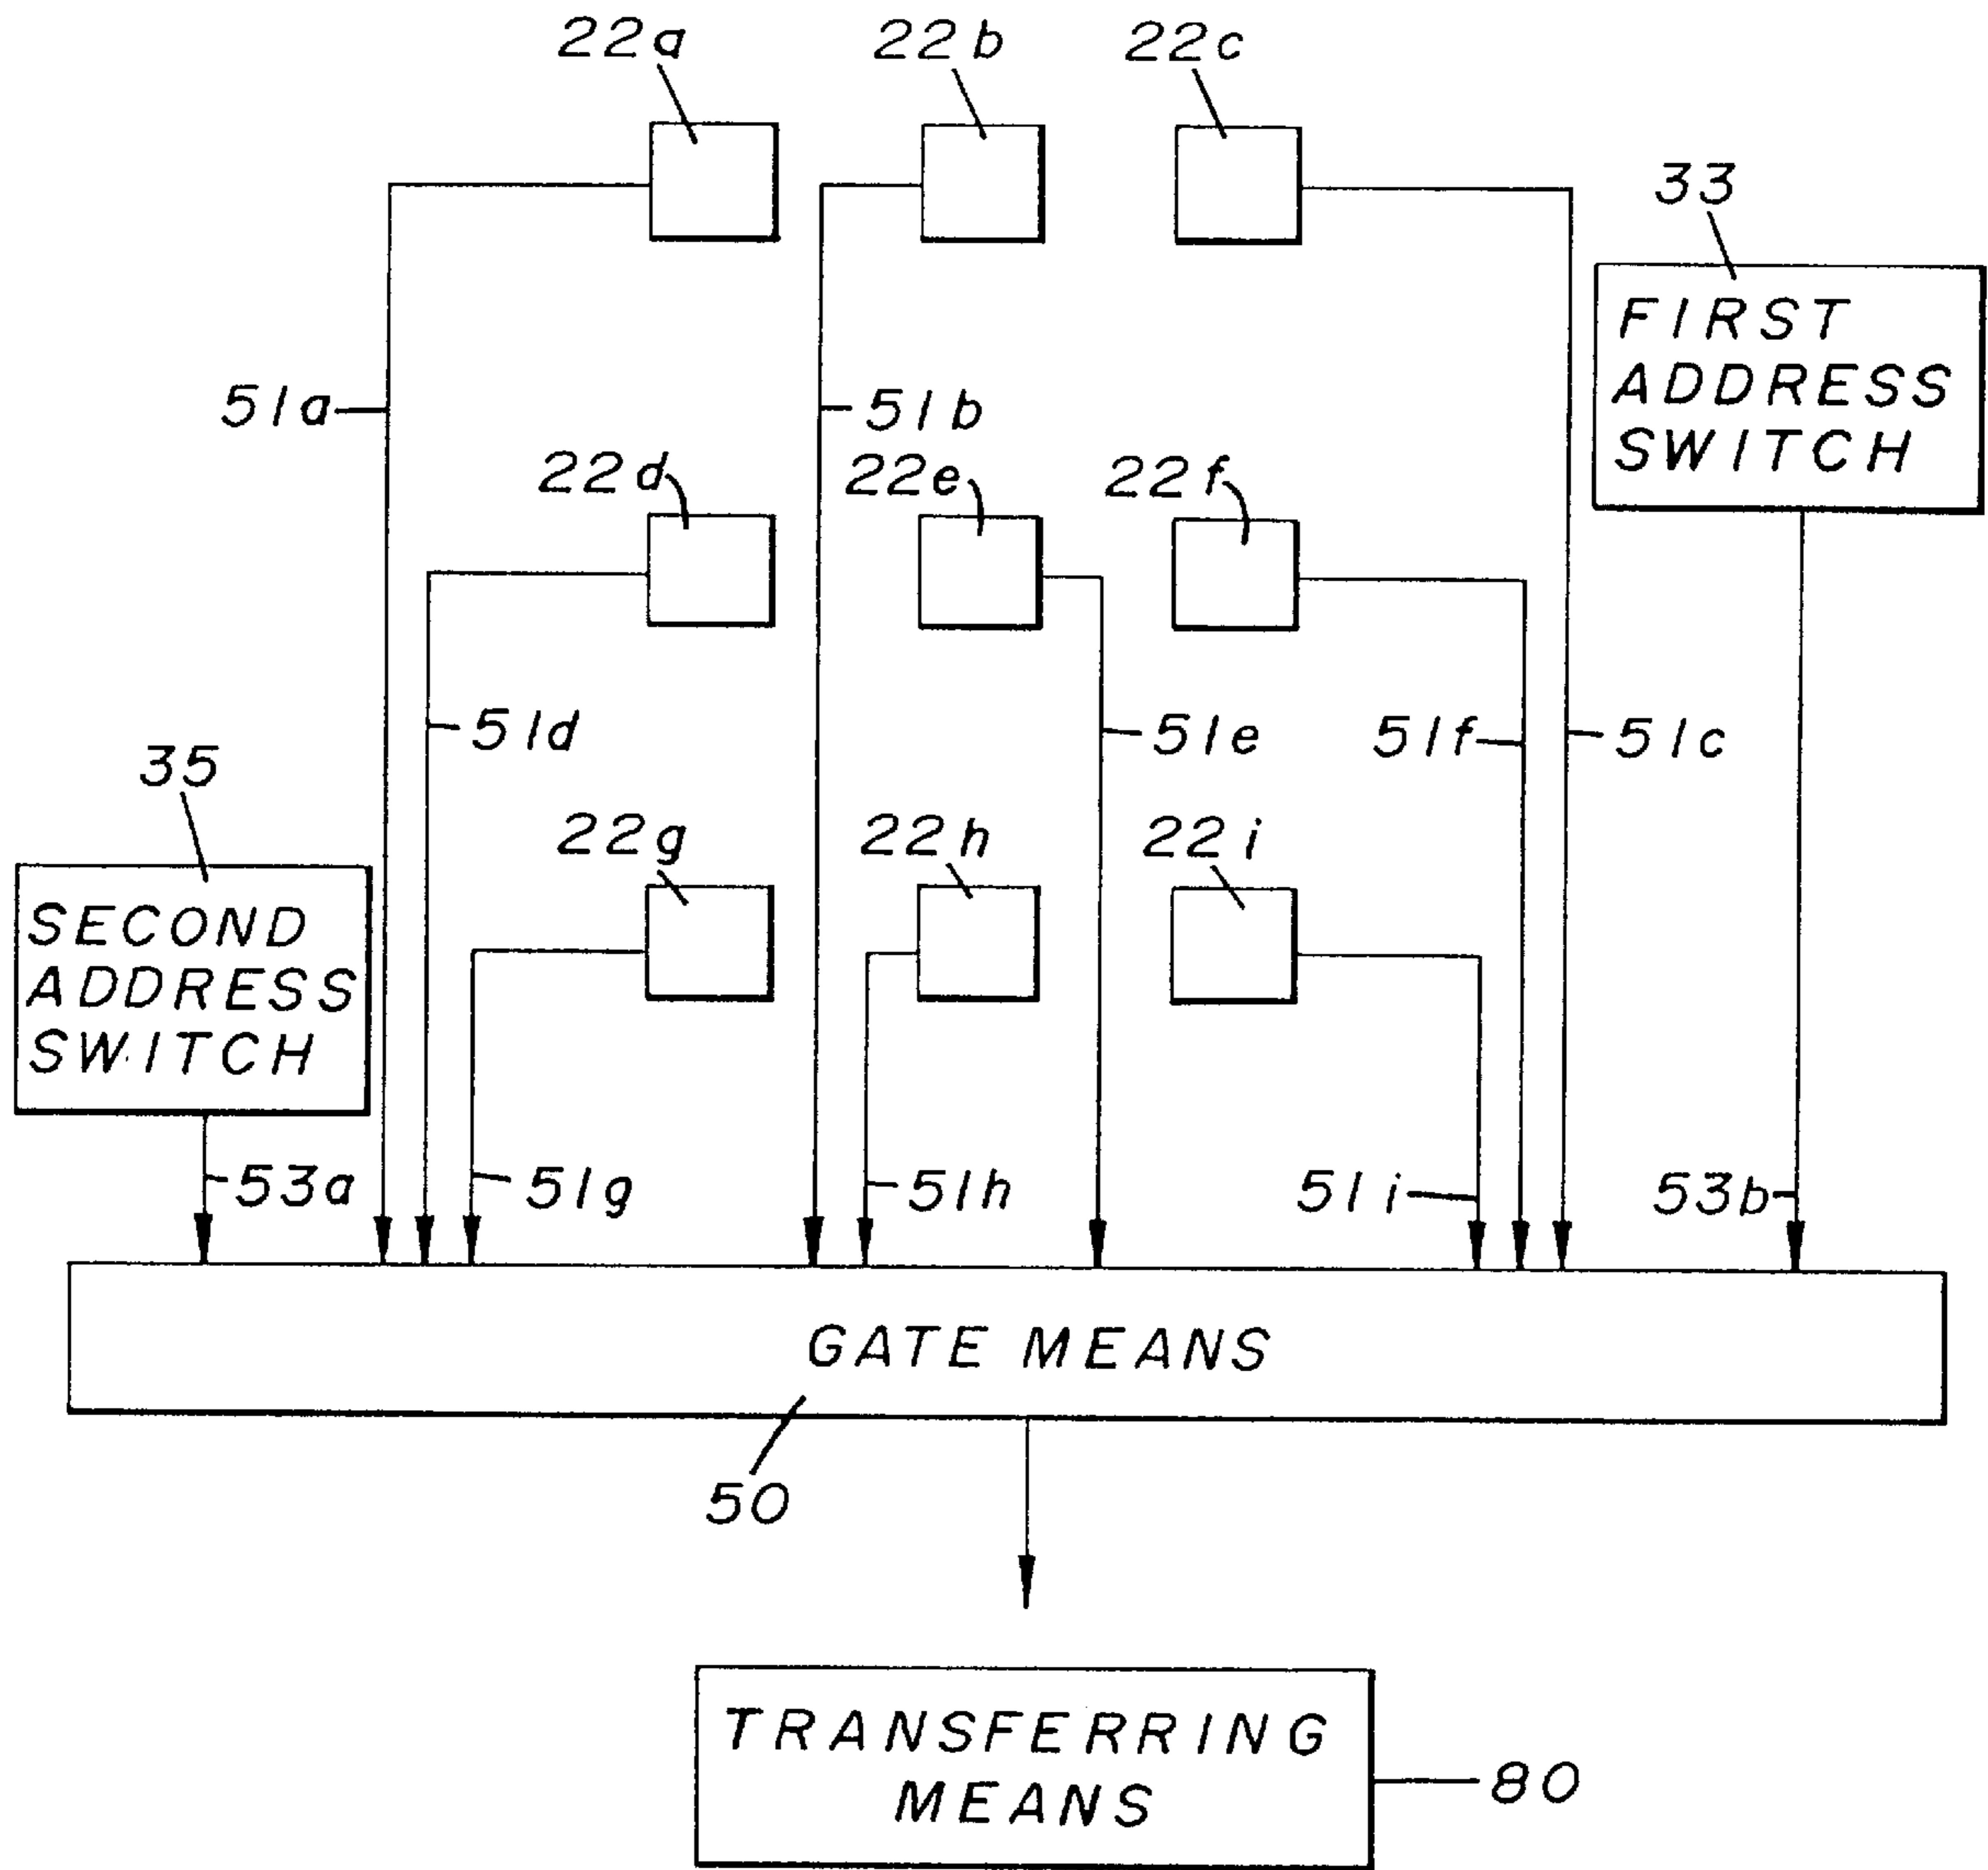 22a 22b 22c
33
FIRST
ADDRESS
SWITCH
51a 51b
22d 22e 22f
51d 51e 51f 51c
35
22g 22h 22i
SECOND
ADDRESS
SWITCH
53a 51g 51h 51i 53b
GATE MEANS
50
TRANSFERRING
MEANS
80